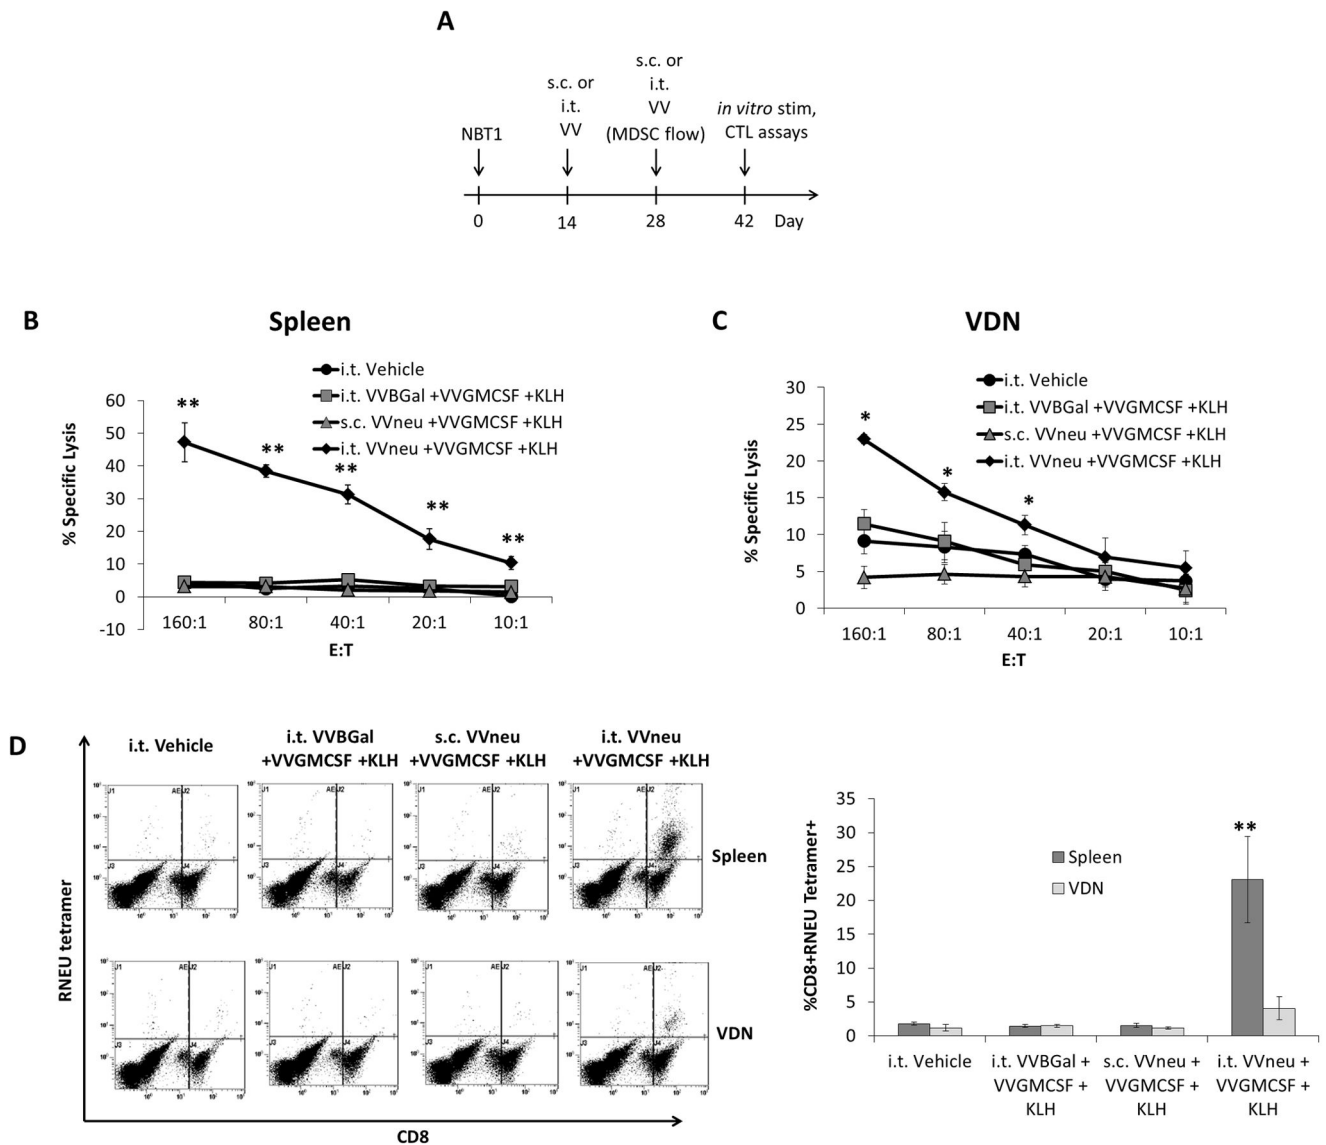 A
s.c. or
i.t.
VV
s.c. or
i.t.
VV
(MDSC flow)
in vitro stim,
CTL assays
NBT1
0
14
28
42
Day
B
Spleen
i.t. Vehicle
i.t. VVBGal +VVGMCSF +KLH
s.c. VVneu +VVGMCSF +KLH
i.t. VVneu +VVGMCSF +KLH
% Specific Lysis
60
50
40
30
20
10
0
-10
**
**
**
**
**
160:1
80:1
40:1
20:1
10:1
E:T
C
VDN
i.t. Vehicle
i.t. VVBGal +VVGMCSF +KLH
s.c. VVneu +VVGMCSF +KLH
i.t. VVneu +VVGMCSF +KLH
% Specific Lysis
30
25
20
15
10
5
0
*
*
*
160:1
80:1
40:1
20:1
10:1
E:T
D
i.t. Vehicle
i.t. VVBGal
+VVGMCSF +KLH
s.c. VVneu
+VVGMCSF +KLH
i.t. VVneu
+VVGMCSF +KLH
RNEU tetramer
Spleen
VDN
CD8
%CD8+RNEU Tetramer+
35
30
25
20
15
10
5
0
Spleen
VDN
**
i.t. Vehicle
i.t. VVBGal +
VVGMCSF +
KLH
s.c. VVneu +
VVGMCSF +
KLH
i.t. VVneu +
VVGMCSF +
KLH